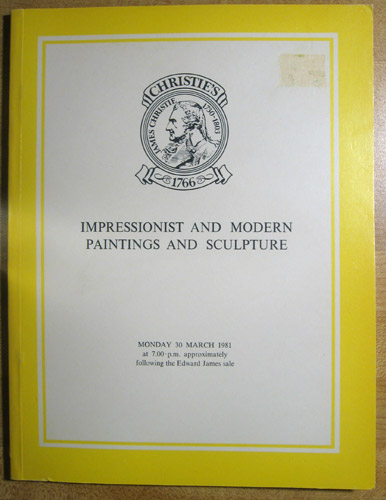 CHRISTIE'S
JAMES CHRISTIE 1730-1803
1766
IMPRESSIONIST AND MODERN
PAINTINGS AND SCULPTURE
MONDAY 30 MARCH 1981
at 7.00 p.m. approximately
following the Edward James sale